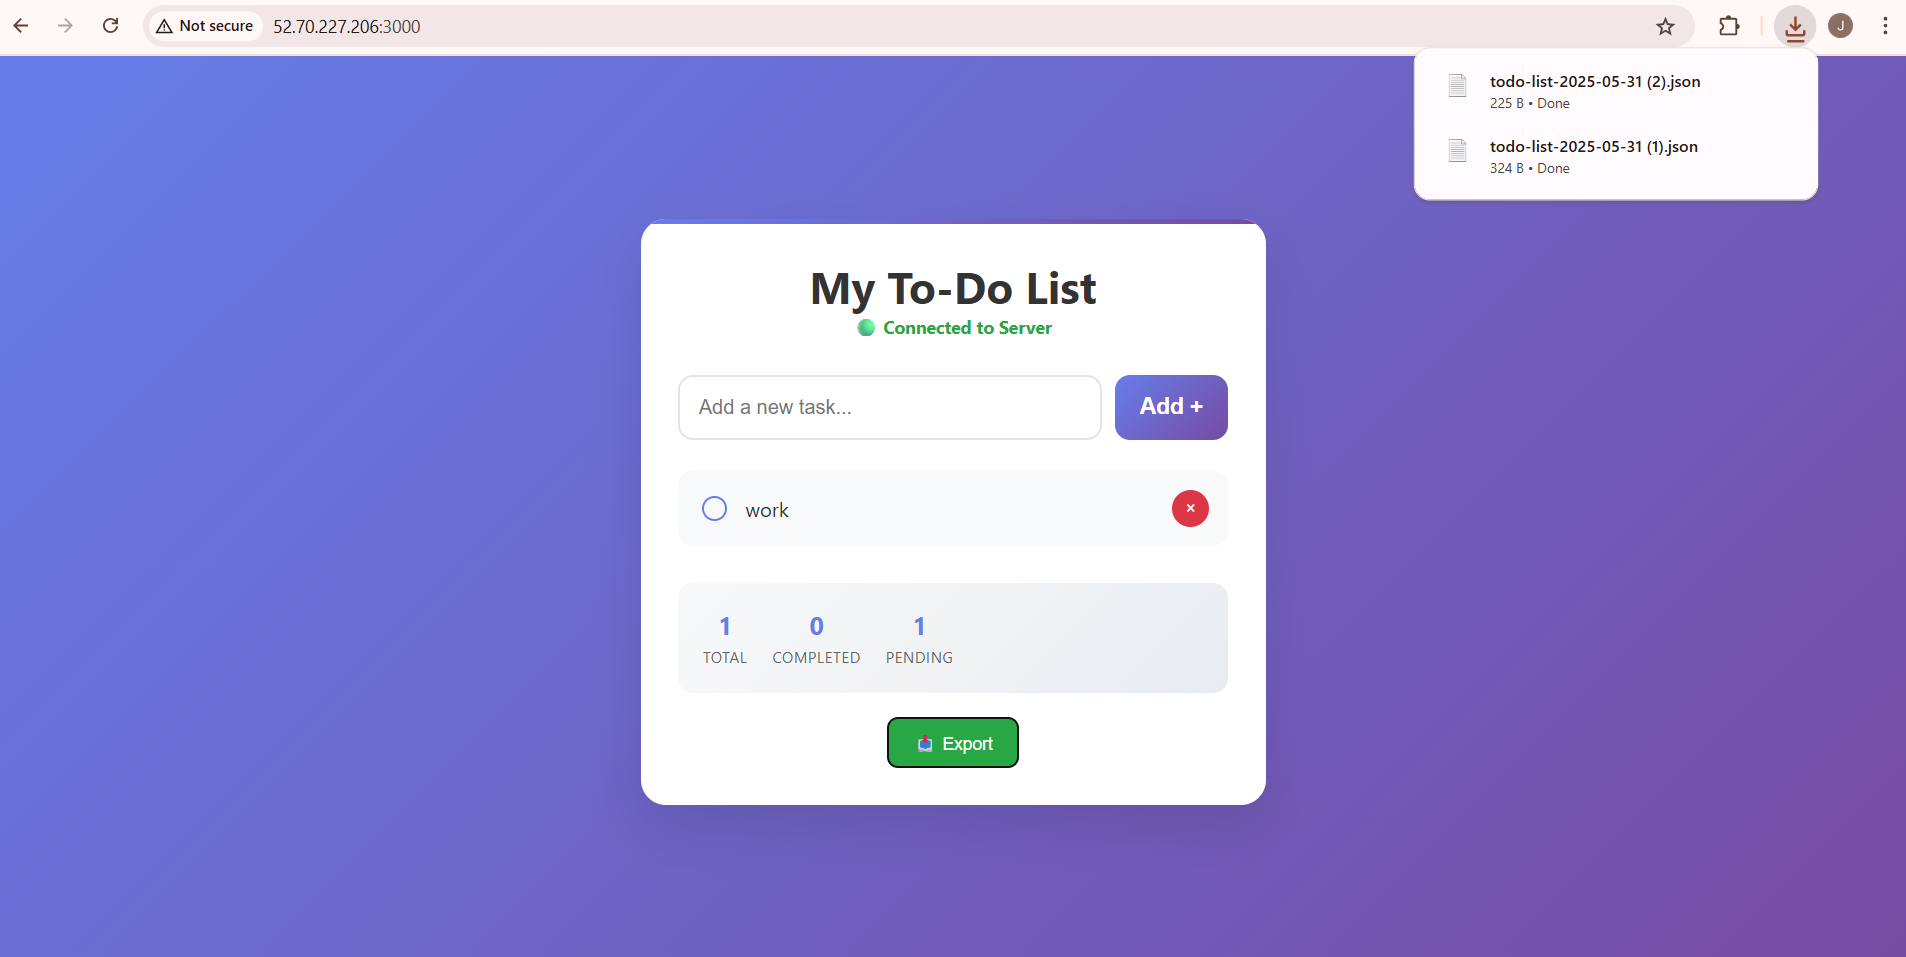 Not secure
52.70.227.206:3000
J
todo-list-2025-05-31 (2).json
225 B • Done
todo-list-2025-05-31 (1).json
324 B • Done
My To-Do List
Connected to Server
Add a new task...
Add +
work
×
1 0 1
TOTAL COMPLETED PENDING
Export